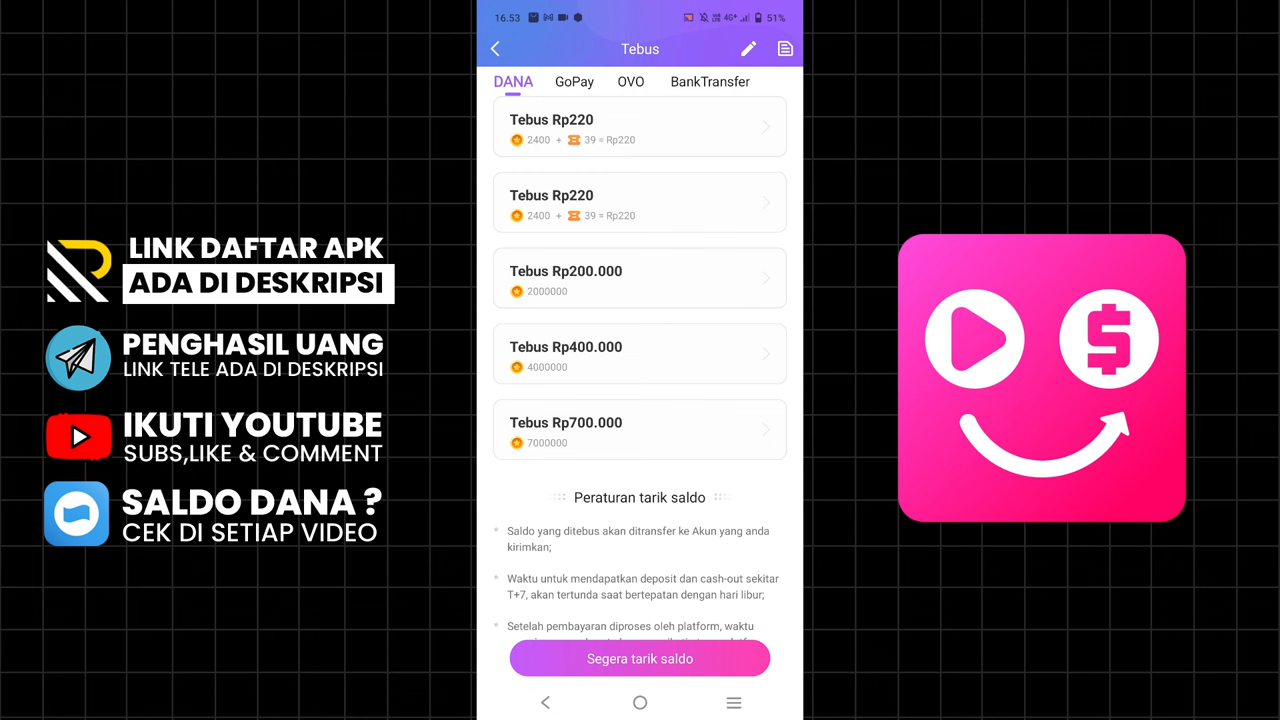 LINK DAFTAR APK
ADA DI DESKRIPSI
PENGHASIL UANG
LINK TELE ADA DI DESKRIPSI
IKUTI YOUTUBE
SUBS,LIKE & COMMENT
SALDO DANA ?
CEK DI SETIAP VIDEO
16.53
4G+ 51%
Tebus
DANA GoPay OVO BankTransfer
Tebus Rp220
2400 + 39 = Rp220
Tebus Rp220
2400 + 39 = Rp220
Tebus Rp200.000
2000000
Tebus Rp400.000
4000000
Tebus Rp700.000
7000000
Peraturan tarik saldo
* Saldo yang ditebus akan ditransfer ke Akun yang anda
kirimkan;
* Waktu untuk mendapatkan deposit dan cash-out sekitar
T+7, akan tertunda saat bertepatan dengan hari libur;
* Setelah pembayaran diproses oleh platform, waktu
Segera tarik saldo
$